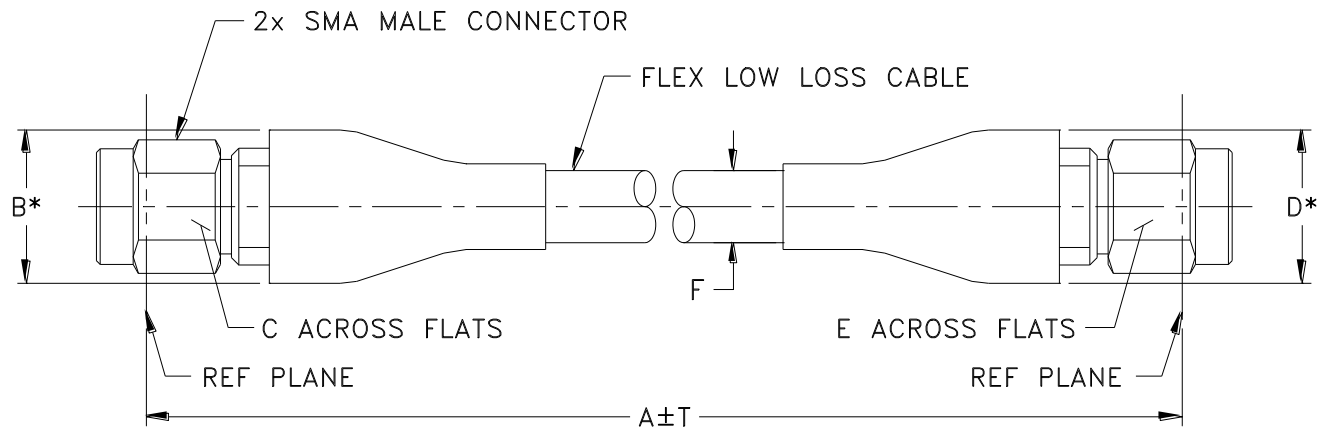 2x SMA MALE CONNECTOR
FLEX LOW LOSS CABLE
B*
D*
F
C ACROSS FLATS
E ACROSS FLATS
REF PLANE
REF PLANE
A±T